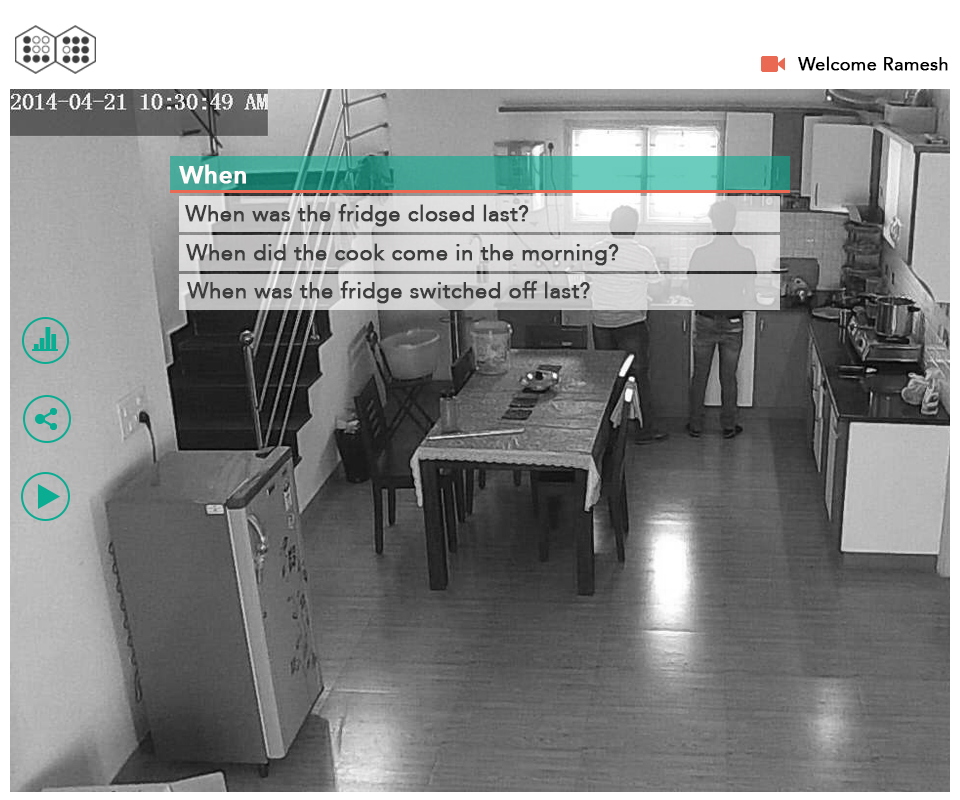 Welcome Ramesh
2014-04-21 10:30:49 AM
When
When was the fridge closed last?
When did the cook come in the morning?
When was the fridge switched off last?